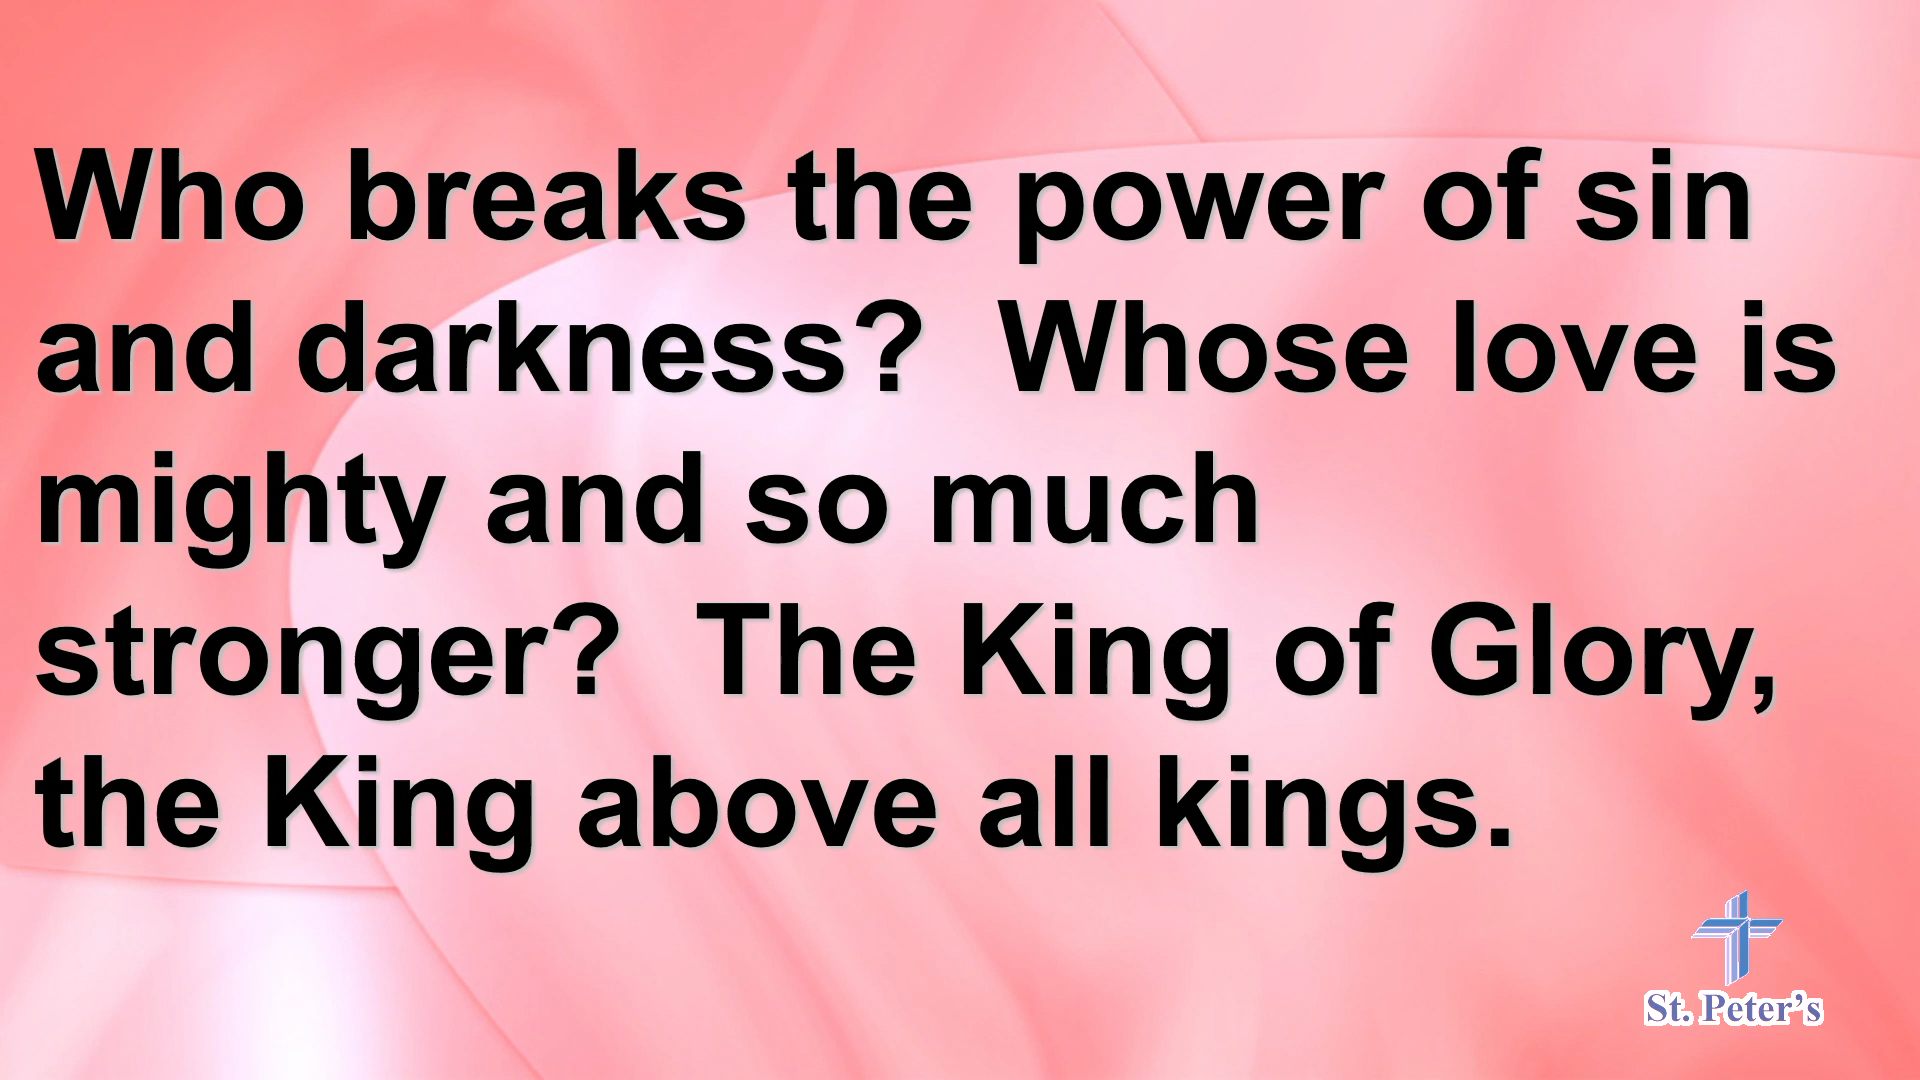 Who breaks the power of sin
and darkness?  Whose love is
mighty and so much
stronger?  The King of Glory,
the King above all kings.
St. Peter’s